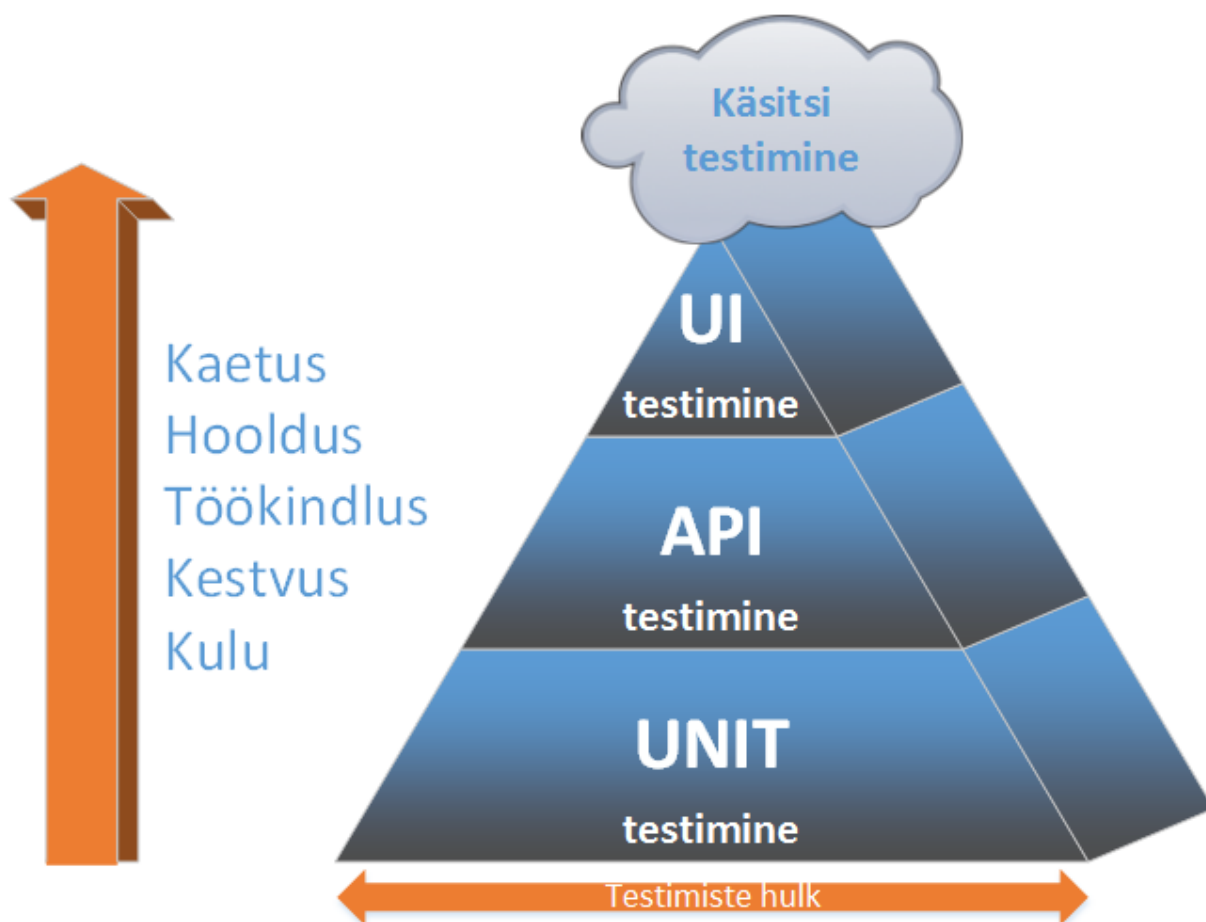 Käsitsi
testimine
Kaetus
Hooldus
Töökindlus
Kestvus
Kulu
UI
testimine
API
testimine
UNIT
testimine
Testimiste hulk